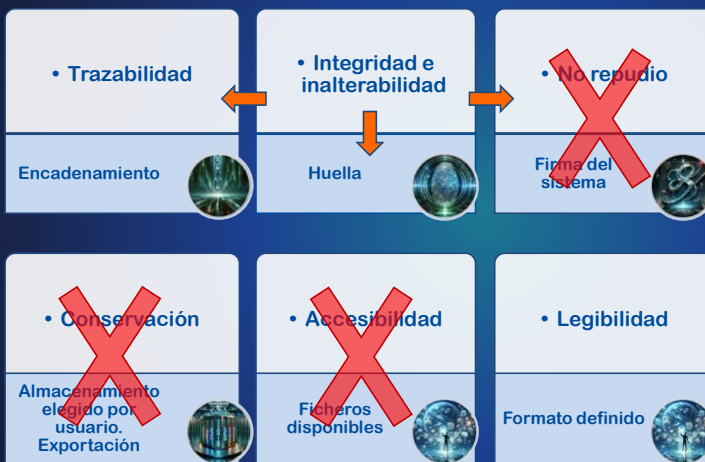 • Trazabilidad
Encadenamiento
• Integridad e
inalterabilidad
Huella
• No repudio
Firma del
sistema
• Conservación
Almacenamiento
elegido por
usuario.
Exportación
• Accesibilidad
Ficheros
disponibles
• Legibilidad
Formato definido